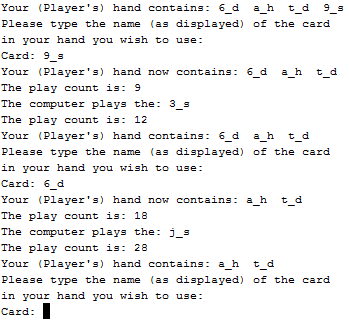 Your (Player's) hand contains: 6_d  a_h  t_d  9_s
Please type the name (as displayed) of the card
in your hand you wish to use:
Card: 9_s
Your (Player's) hand now contains: 6_d  a_h  t_d
The play count is: 9
The computer plays the: 3_s
The play count is: 12
Your (Player's) hand contains: 6_d  a_h  t_d
Please type the name (as displayed) of the card
in your hand you wish to use:
Card: 6_d
Your (Player's) hand now contains: a_h  t_d
The play count is: 18
The computer plays the: j_s
The play count is: 28
Your (Player's) hand contains: a_h  t_d
Please type the name (as displayed) of the card
in your hand you wish to use:
Card: